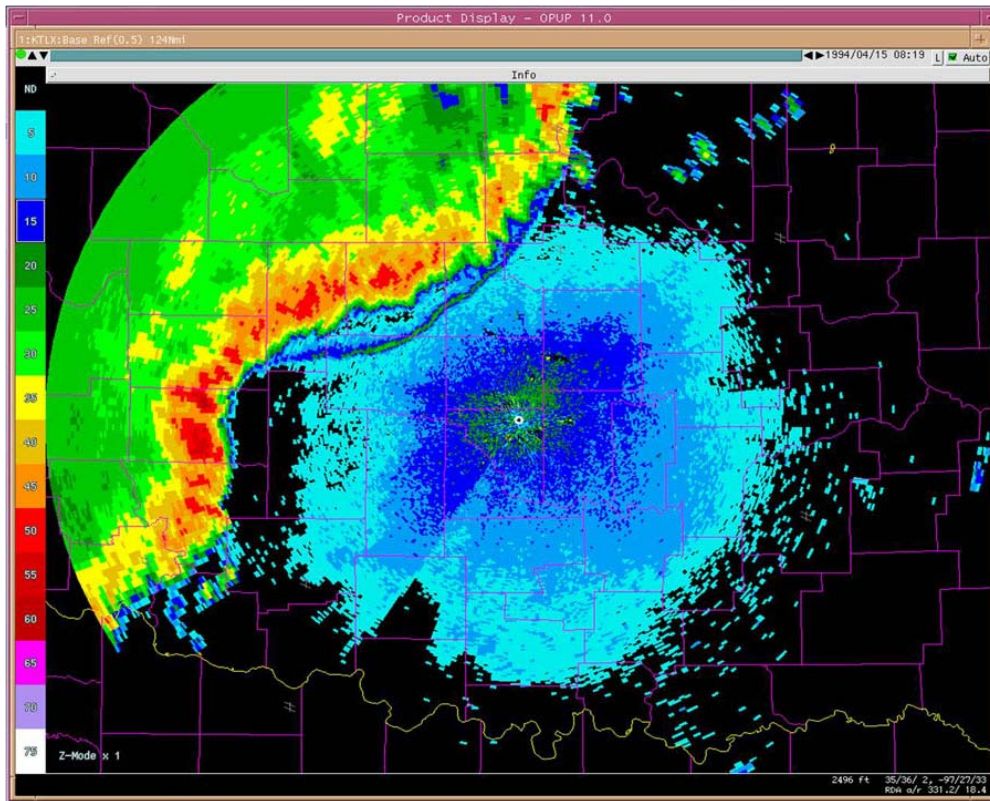 Product Display - OPUP 11.0
1:KTLX:Base Ref(0.5) 124Nmi
1994/04/15 08:19 L Auto
Info
ND
5
10
15
20
25
30
35
40
45
50
55
60
65
70
75
Z-Mode x 1
2496 ft 35/36/ 2, -97/27/33
RDA a/r 331.2/ 18.4